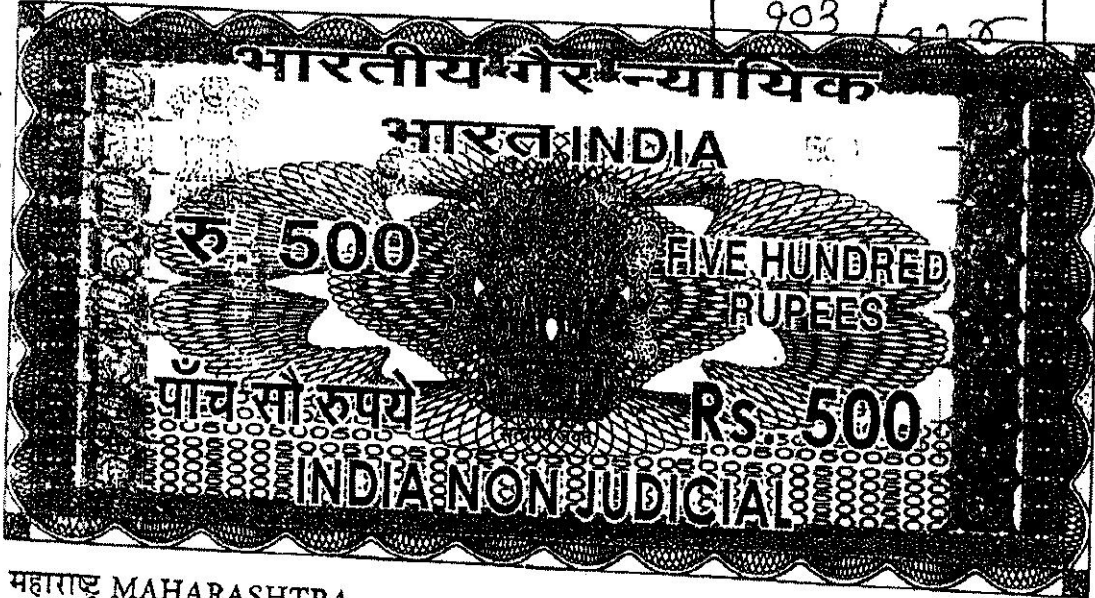 903 /
भारतीय गैर न्यायिक
भारत INDIA
रु. 500
FIVE HUNDRED
RUPEES
पाँच सौ रुपये
Rs. 500
INDIA NON JUDICIAL
महाराष्ट्र MAHARASHTRA